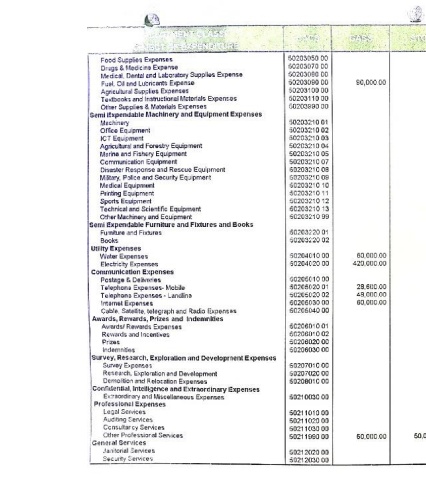 Food Supplies Expenses 50203050 00
Drugs & Medicine Expense 50203070 00
Medical, Dental and Laboratory Supplies Expense 50203080 00
Fuel, Oil and Lubricants Expense 50203090 00 90,000.00
Agricultural Supplies Expenses 50203100 00
Textbooks and Instructional Materials Expenses 50203110 00
Other Supplies & Materials Expenses 50203990 00
Semi Expendable Machinery and Equipment Expenses
Machinery 50203210 01
Office Equipment 50203210 02
ICT Equipment 50203210 03
Agricultural and Forestry Equipment 50203210 04
Marine and Fishery Equipment 50203210 05
Communication Equipment 50203210 07
Disaster Response and Rescue Equipment 50203210 08
Military, Police and Security Equipment 50203210 09
Medical Equipment 50203210 10
Printing Equipment 50203210 11
Sports Equipment 50203210 12
Technical and Scientific Equipment 50203210 13
Other Machinery and Equipment 50203210 99
Semi Expendable Furniture and Fixtures and Books
Furniture and Fixtures 50203220 01
Books 50203220 02
Utility Expenses
Water Expenses 50204010 00 60,000.00
Electricity Expenses 50204020 00 420,000.00
Communication Expenses
Postage & Deliveries 50205010 00
Telephone Expenses- Mobile 50205020 01 28,600.00
Telephone Expenses - Landline 50205020 02 48,000.00
Internet Expenses 50205030 00 60,000.00
Cable, Satellite, telegraph and Radio Expenses 50205040 00
Awards, Rewards, Prizes and Indemnities
Awards/ Rewards Expenses 50206010 01
Rewards and Incentives 50206010 02
Prizes 50206020 00
Indemnities 50206030 00
Survey, Research, Exploration and Development Expenses
Survey Expenses 50207010 00
Research, Exploration and Development 50207020 00
Demolition and Relocation Expenses 50208010 00
Confidential, Intelligence and Extraordinary Expenses
Extraordinary and Miscellaneous Expenses 50210030 00
Professional Expenses
Legal Services 50211010 00
Auditing Services 50211020 00
Consultancy Services 50211030 00
Other Professional Services 50211990 00 50,000.00 50,0
General Services
Janitorial Services 50212020 00
Security Services 50212030 00